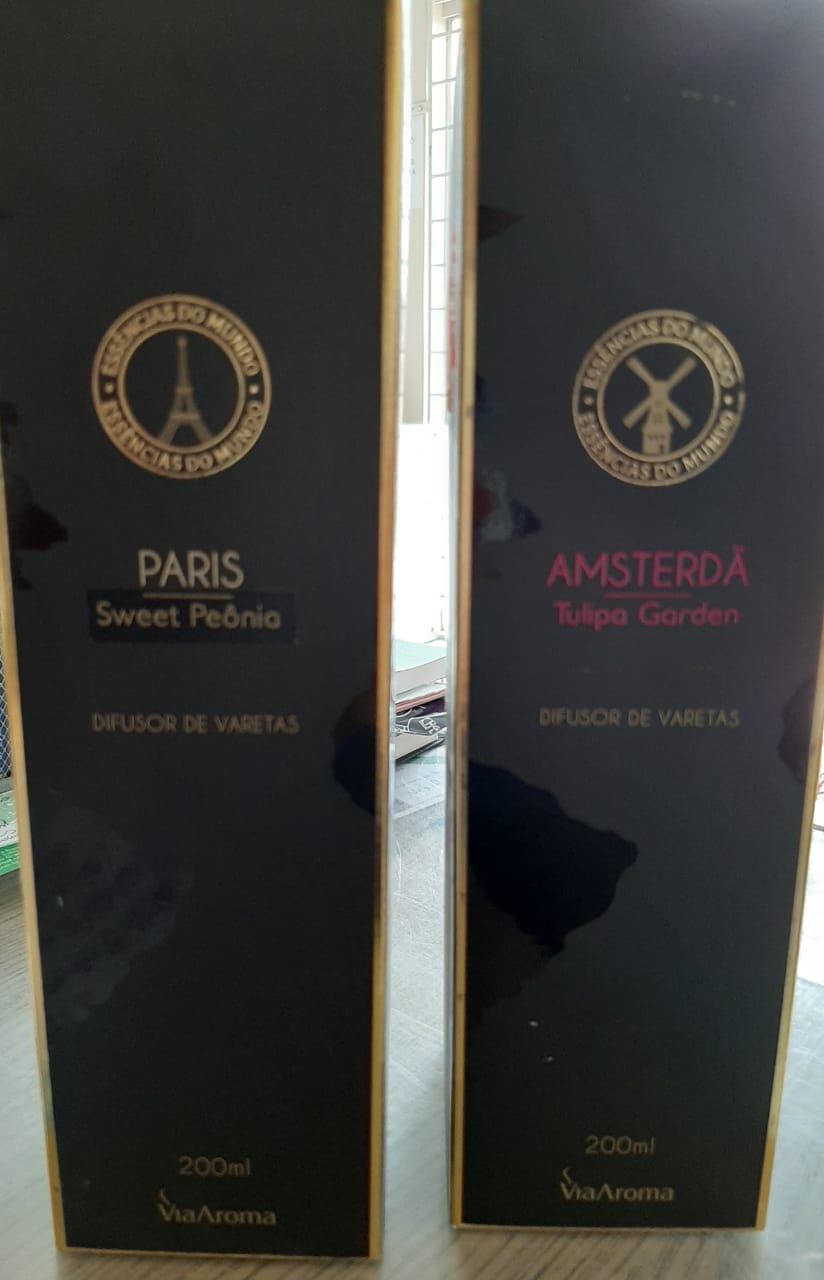 ESSÊNCIAS DO MUNDO
ESSÊNCIAS DO MUNDO
PARIS
Sweet Peônia
DIFUSOR DE VARETAS
200ml
ViaAroma
ESSÊNCIAS DO MUNDO
ESSÊNCIAS DO MUNDO
AMSTERDÃ
Tulipa Garden
DIFUSOR DE VARETAS
200ml
ViaAroma